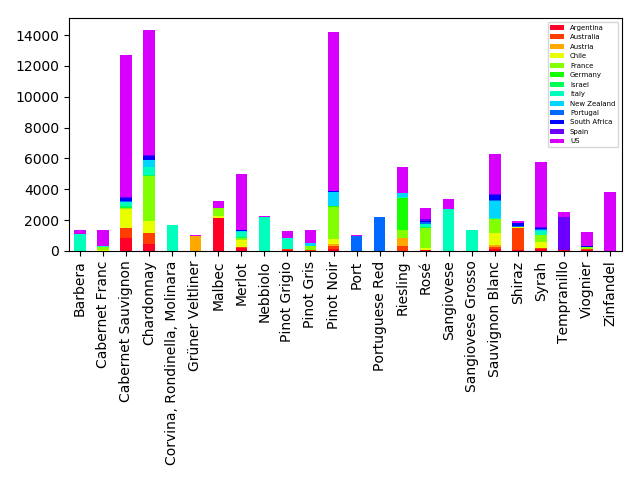 14000
12000
10000
8000
6000
4000
2000
0
Argentina
Australia
Austria
Chile
France
Germany
Israel
Italy
New Zealand
Portugal
South Africa
Spain
US
Barbera
Cabernet Franc
Cabernet Sauvignon
Chardonnay
Corvina, Rondinella, Molinara
Grüner Veltliner
Malbec
Merlot
Nebbiolo
Pinot Grigio
Pinot Gris
Pinot Noir
Port
Portuguese Red
Riesling
Rosé
Sangiovese
Sangiovese Grosso
Sauvignon Blanc
Shiraz
Syrah
Tempranillo
Viognier
Zinfandel